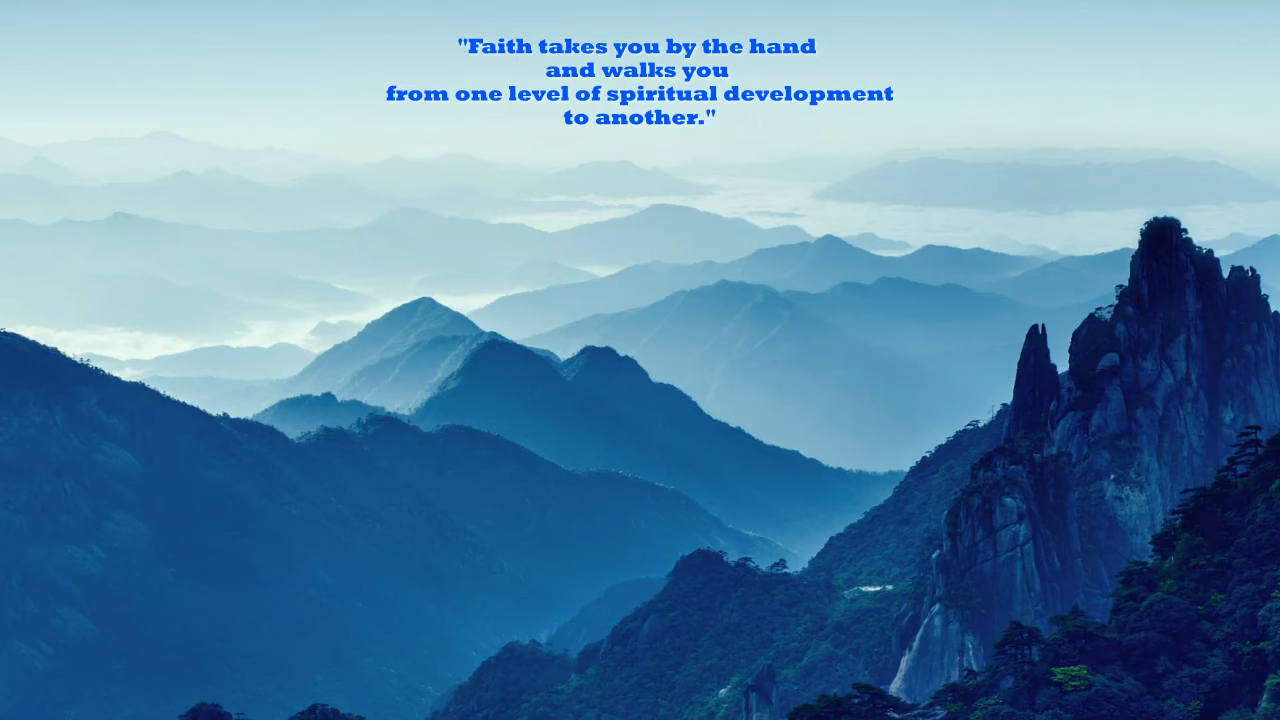 "Faith takes you by the hand
and walks you
from one level of spiritual development
to another."